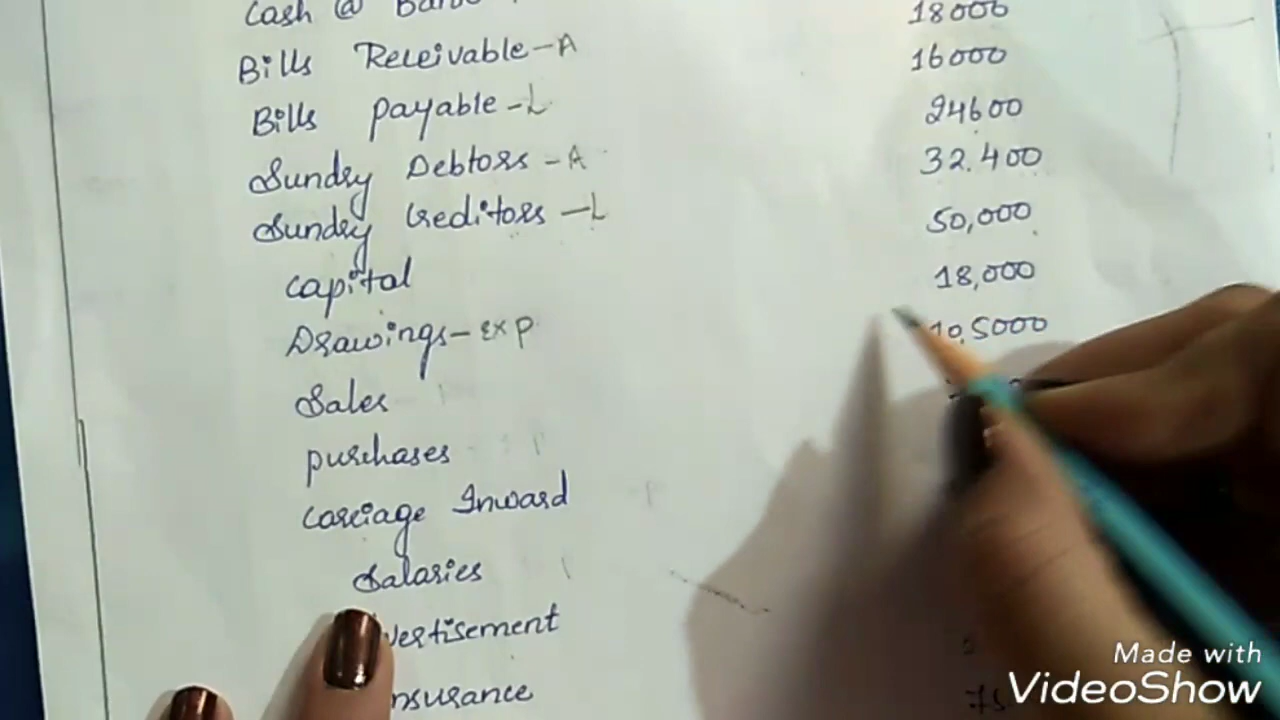 Cash @ 18000
Bills Receivable - A 16000
Bills payable - L 24600
Sundry Debtors - A 32.400
Sundry Creditors - L 50,000
Capital 18,000
Drawings - exp 10,5000
Sales
purchases
Carriage Inward
Salaries
vertisement
nsurance
Made with
VideoShow